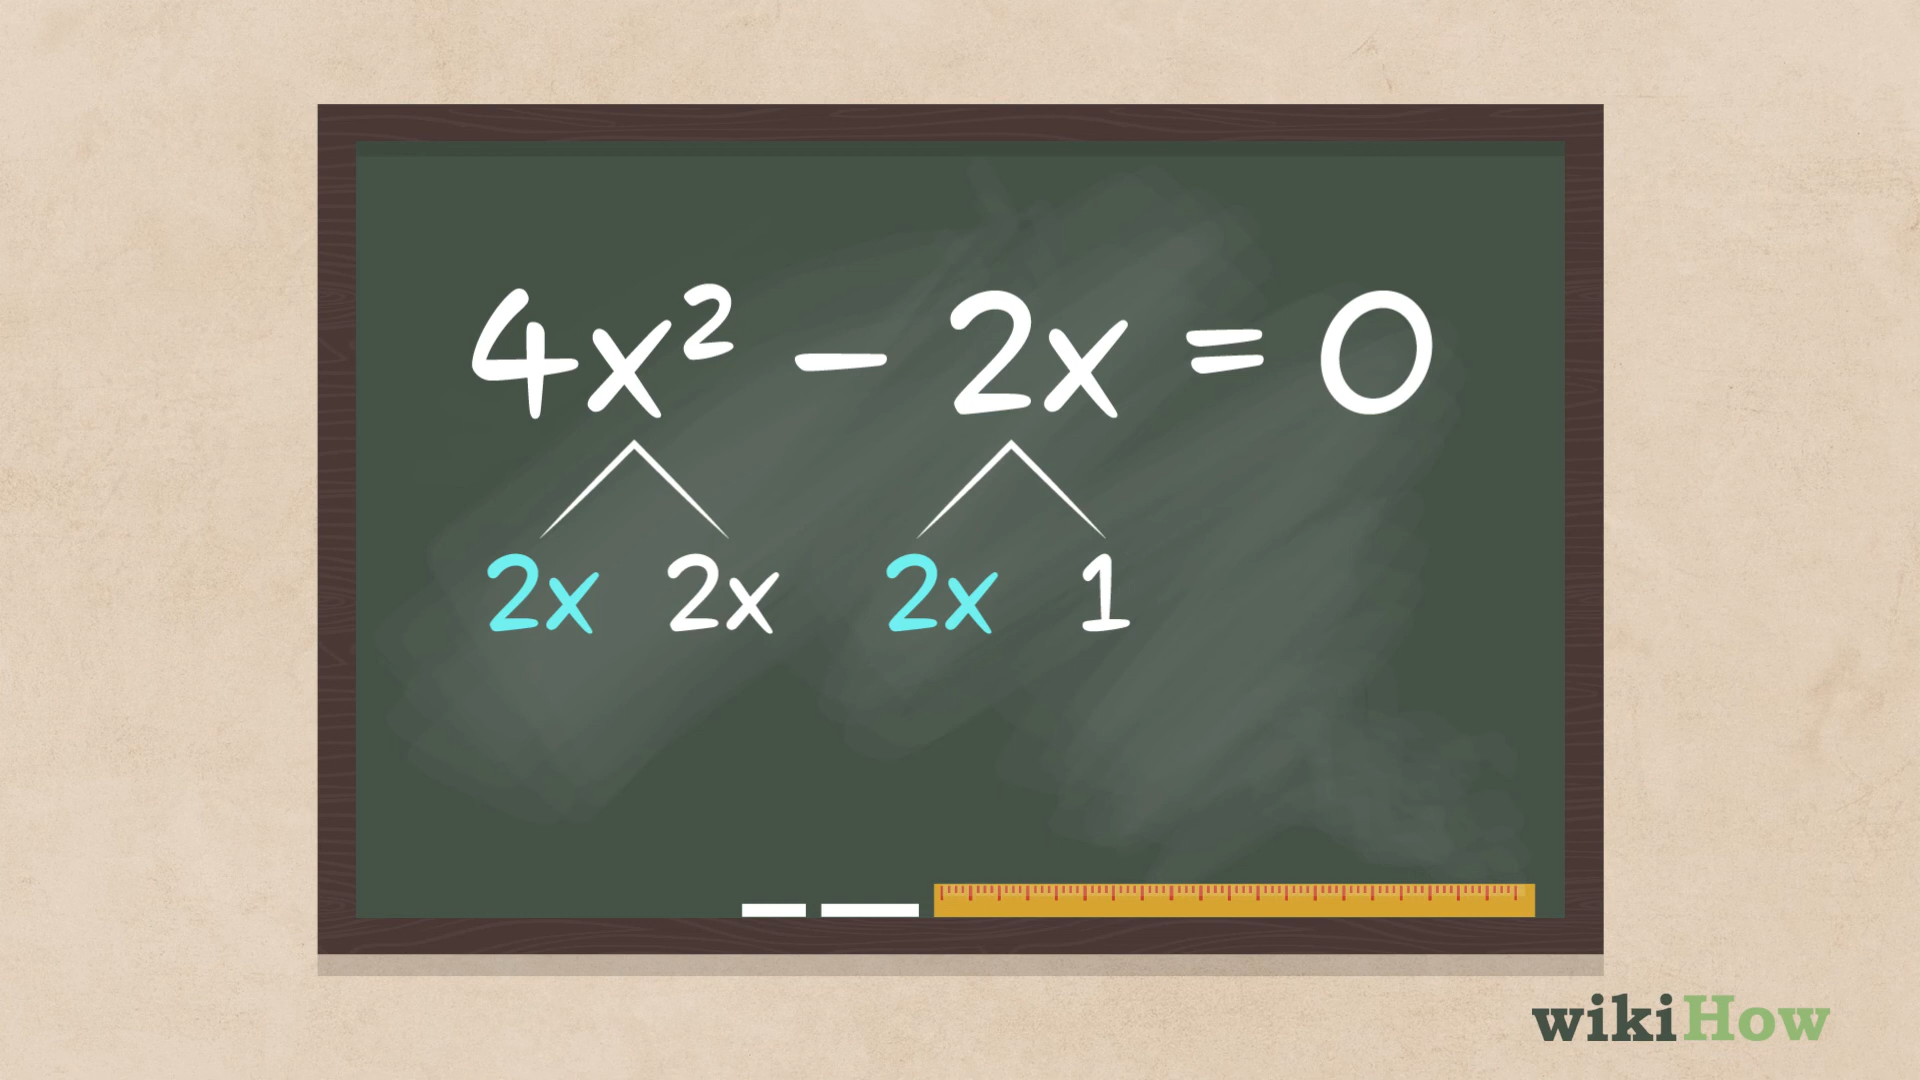 4x² – 2x = 0
2x 2x 2x 1
wikiHow